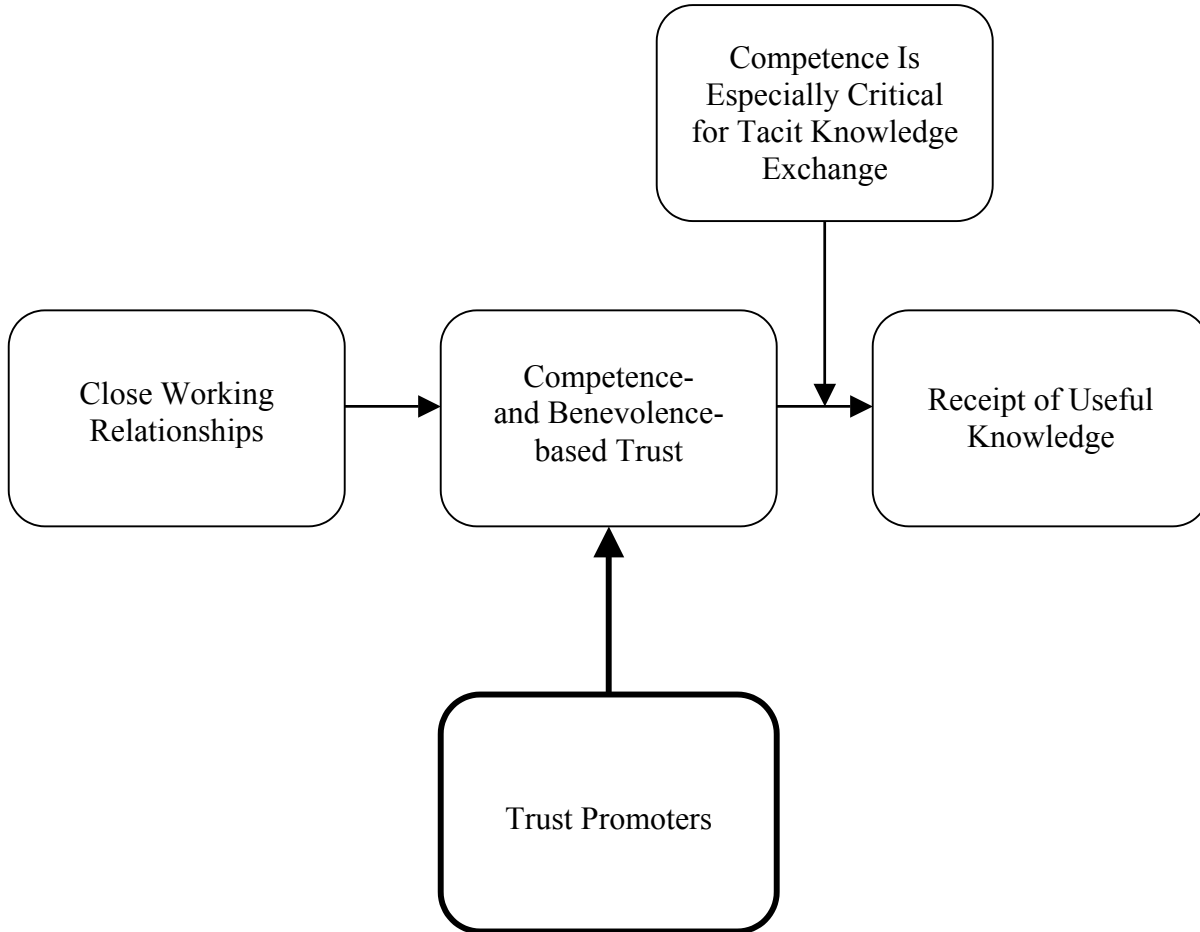 Competence Is
Especially Critical
for Tacit Knowledge
Exchange
Close Working
Relationships
Competence-
and Benevolence-
based Trust
Receipt of Useful
Knowledge
Trust Promoters